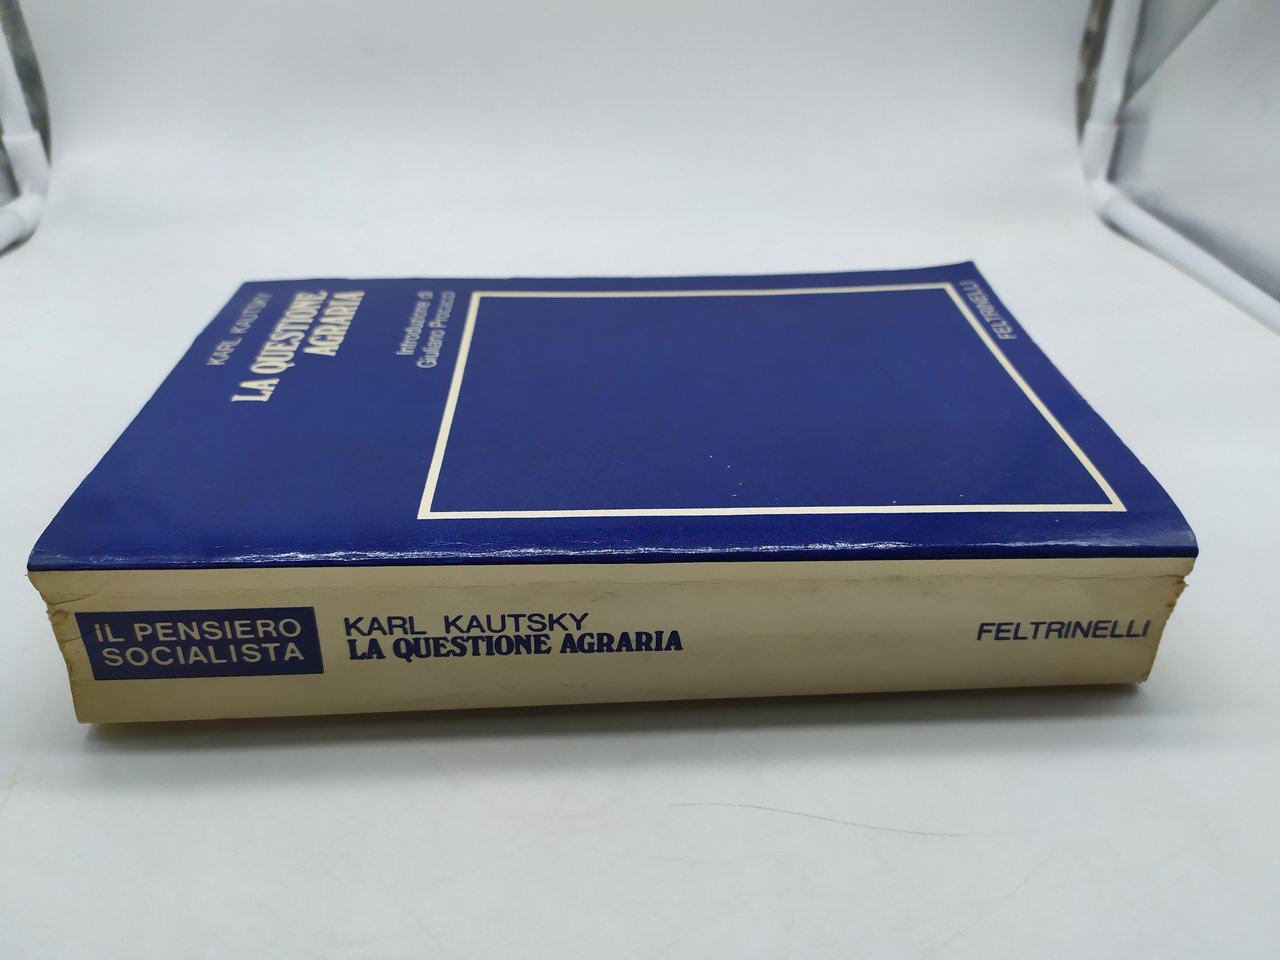 KARL KAUTSKY
LA QUESTIONE
AGRARIA
Introduzione di
Giuliano Procacci
FELTRINELLI
IL PENSIERO
SOCIALISTA
KARL KAUTSKY
LA QUESTIONE AGRARIA
FELTRINELLI